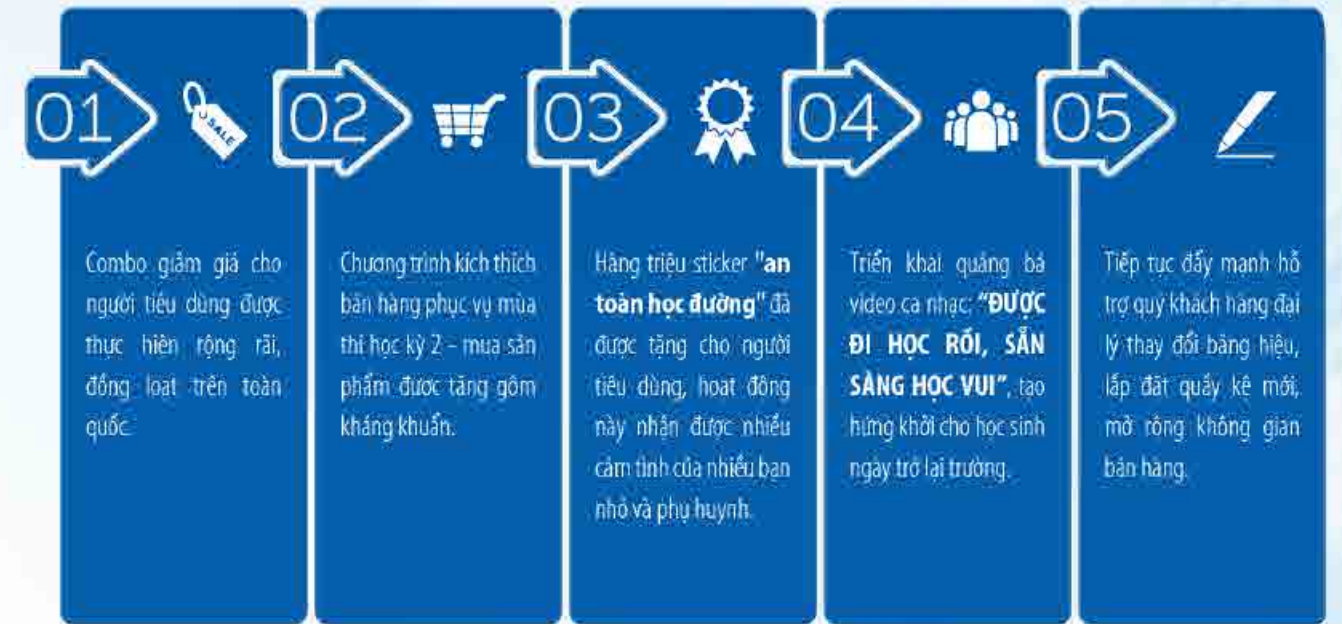 01
SALE
Combo giảm giá cho
người tiêu dùng được
thực hiện rộng rãi,
đồng loạt trên toàn
quốc.
02
Chương trình kích thích
bán hàng phục vụ mùa
thi học kỳ 2 – mua sản
phẩm được tặng gôm
kháng khuẩn.
03
Hàng triệu sticker "an
toàn học đường" đã
được tặng cho người
tiêu dùng, hoạt động
này nhận được nhiều
cảm tình của nhiều bạn
nhỏ và phụ huynh.
04
Triển khai quảng bá
video ca nhạc: "ĐƯỢC
ĐI HỌC RỒI, SẴN
SÀNG HỌC VUI", tạo
hứng khởi cho học sinh
ngày trở lại trường.
05
Tiếp tục đẩy mạnh hỗ
trợ quý khách hàng đại
lý thay đổi bảng hiệu,
lắp đặt quầy kệ mới,
mở rộng không gian
bán hàng.